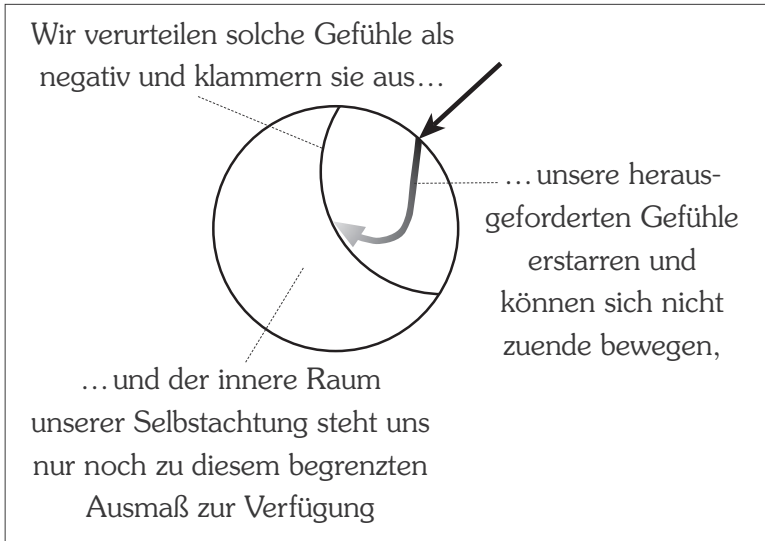 Wir verurteilen solche Gefühle als
negativ und klammern sie aus…
…unsere heraus-
geforderten Gefühle
erstarren und
können sich nicht
zuende bewegen,
…und der innere Raum
unserer Selbstachtung steht uns
nur noch zu diesem begrenzten
Ausmaß zur Verfügung